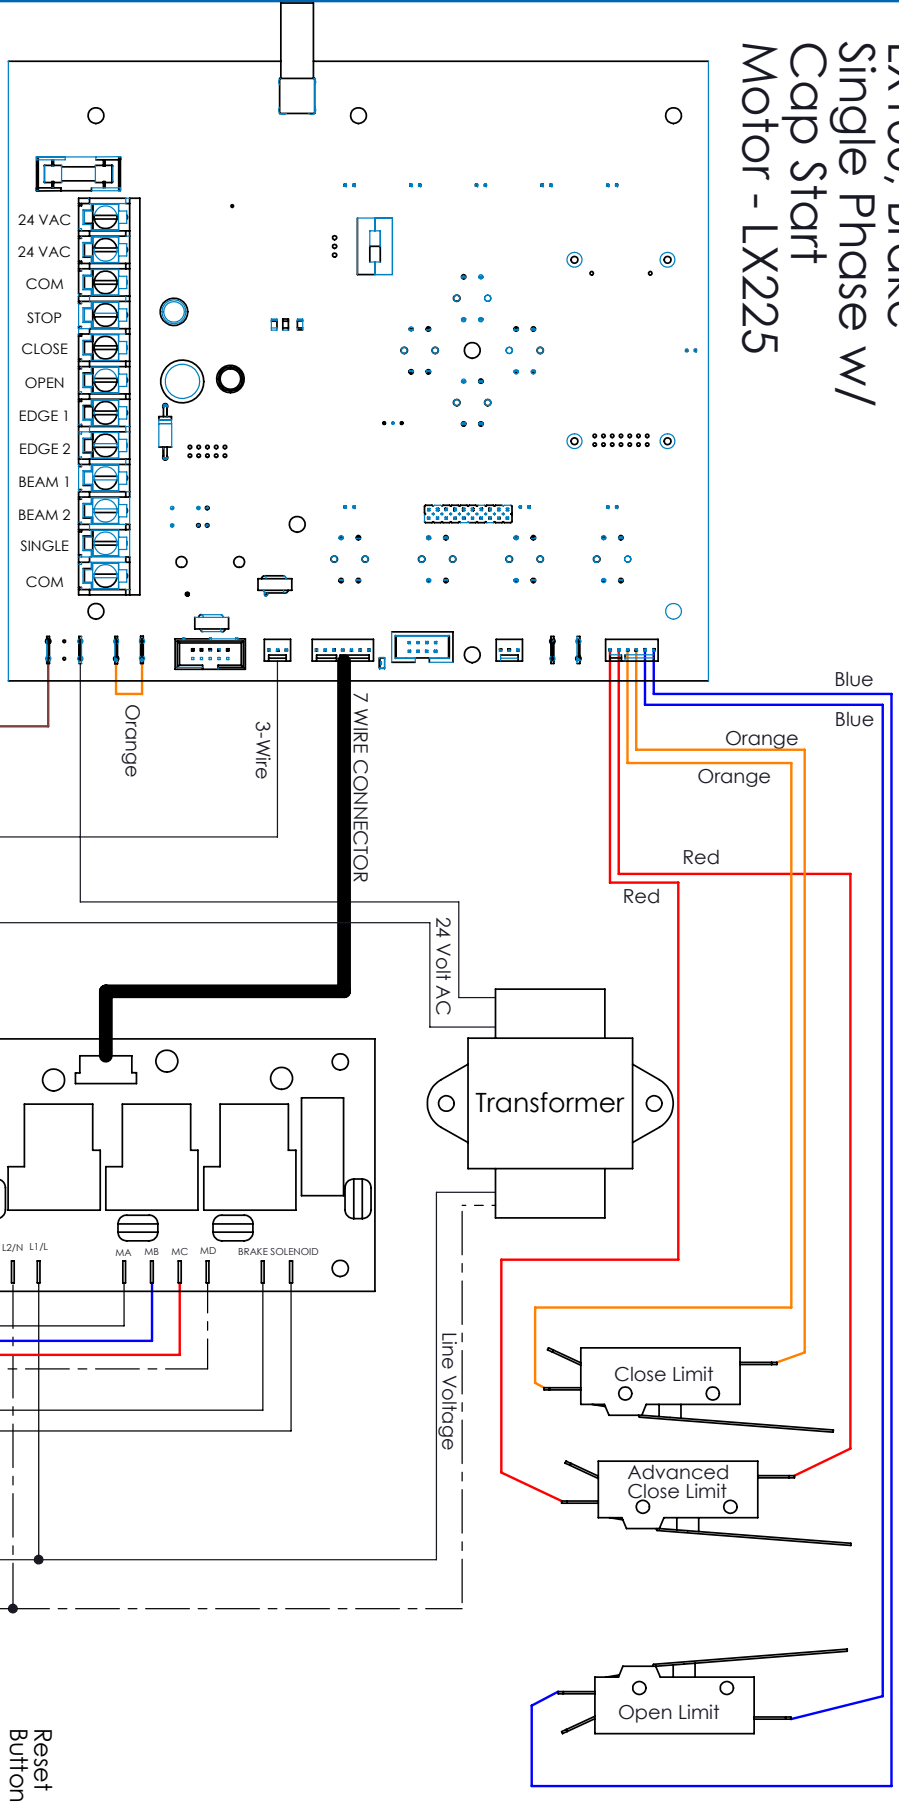 Single Phase w/
Cap Start
Motor - LX225
24 VAC
24 VAC
COM
STOP
CLOSE
OPEN
EDGE 1
EDGE 2
BEAM 1
BEAM 2
SINGLE
COM
Blue
Blue
Orange
Orange
Orange
3-Wire
7 WIRE CONNECTOR
Red
Red
24 Volt AC
Transformer
L2/N
L1/L
MA
MB
MC
MD
BRAKE SOLENOID
Line Voltage
Close Limit
Advanced
Close Limit
Open Limit
Reset
Button